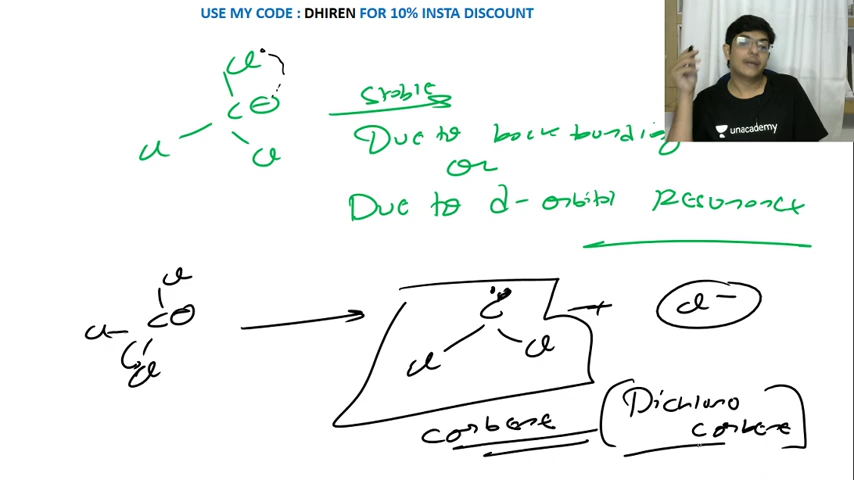 USE MY CODE : DHIREN FOR 10% INSTA DISCOUNT
Cl
C⊖
Cl
Cl
Stable
Due to back bonding
or
Due to d-orbital Resonance
unacademy
Cl
Cl C⊖
Cl
C
Cl Cl
+
Cl⁻
carbene
Dichloro
carbene